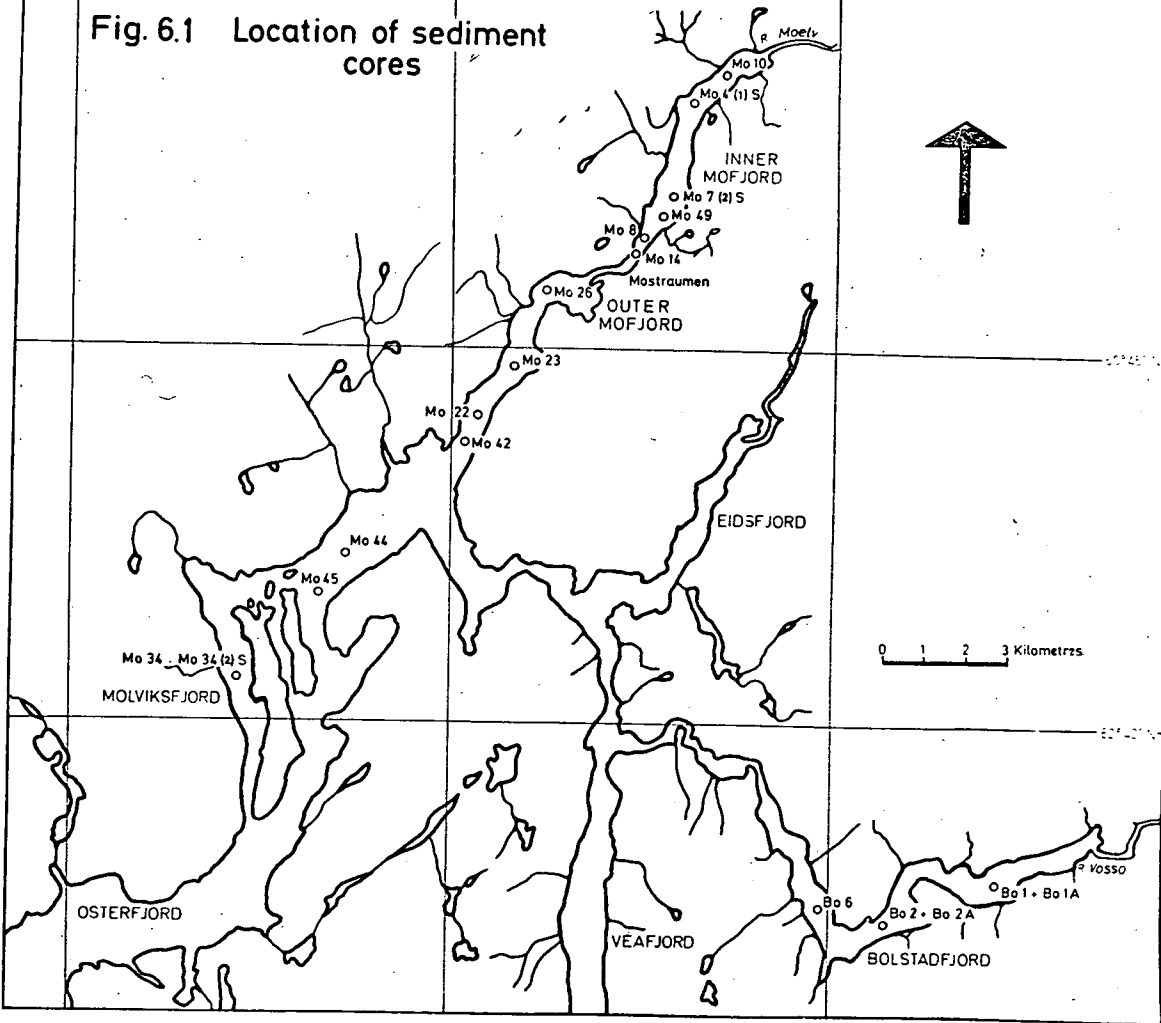 Fig. 6.1 Location of sediment
cores
R Moelv
Mo 10
Mo 4 (1) S
INNER
MOFJORD
Mo 7 (2) S
Mo 49
Mo 8
Mo 14
Mostraumen
Mo 26
OUTER
MOFJORD
Mo 23
Mo 22
Mo 42
EIDSFJORD
Mo 44
Mo 45
0 1 2 3 Kilometres
Mo 34 . Mo 34 (2) S
MOLVIKSFJORD
R Vosso
Bo 1 + Bo 1A
Bo 6
Bo 2 + Bo 2A
OSTERFJORD
VEAFJORD
BOLSTADFJORD